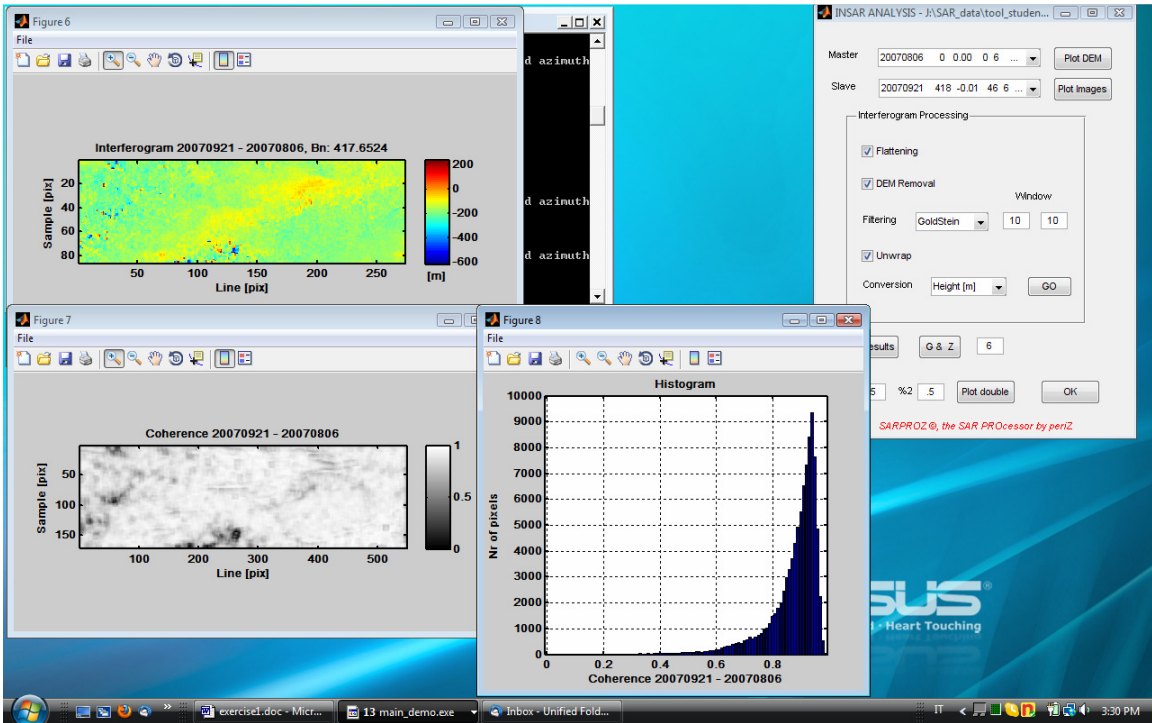 Figure 6
File
Interferogram 20070921 - 20070806, Bn: 417.6524
Sample [pix]
20
40
60
80
50
100
150
200
250
Line [pix]
200
0
-200
-400
-600
[m]
d azimuth
d azimuth
d azimuth
INSAR ANALYSIS - J:\SAR_data\tool_studen...
Master
20070806 0 0.00 0 6 ...
Plot DEM
Slave
20070921 418 -0.01 46 6 ...
Plot Images
Interferogram Processing
Flattening
DEM Removal
Window
Filtering
GoldStein
10
10
Unwrap
Conversion
Height [m]
GO
G & Z
6
%2
.5
Plot double
OK
SARPROZ ©, the SAR PROcessor by periZ
Figure 7
File
Coherence 20070921 - 20070806
Sample [pix]
50
100
150
100
200
300
400
500
Line [pix]
1
0.5
0
Figure 8
File
Histogram
Nr of pixels
10000
9000
8000
7000
6000
5000
4000
3000
2000
1000
0
0
0.2
0.4
0.6
0.8
Coherence 20070921 - 20070806
Heart Touching
exercise1.doc - Micr...
13 main_demo.exe
Inbox - Unified Fold...
IT
3:30 PM